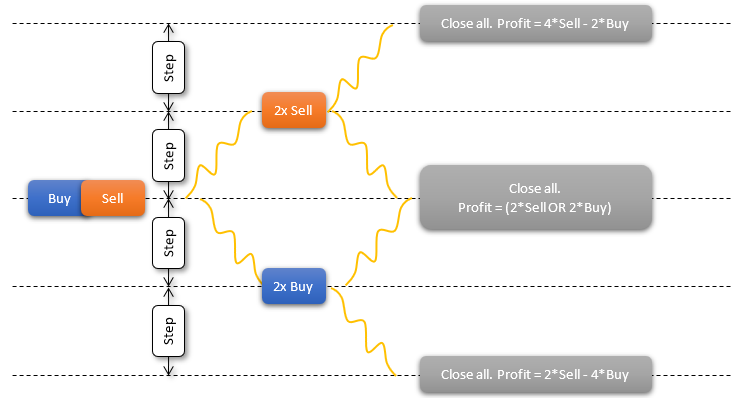 Close all. Profit = 4*Sell - 2*Buy
Step
2x Sell
Step
Buy
Sell
Close all.
Profit = (2*Sell OR 2*Buy)
Step
2x Buy
Step
Close all. Profit = 2*Sell - 4*Buy